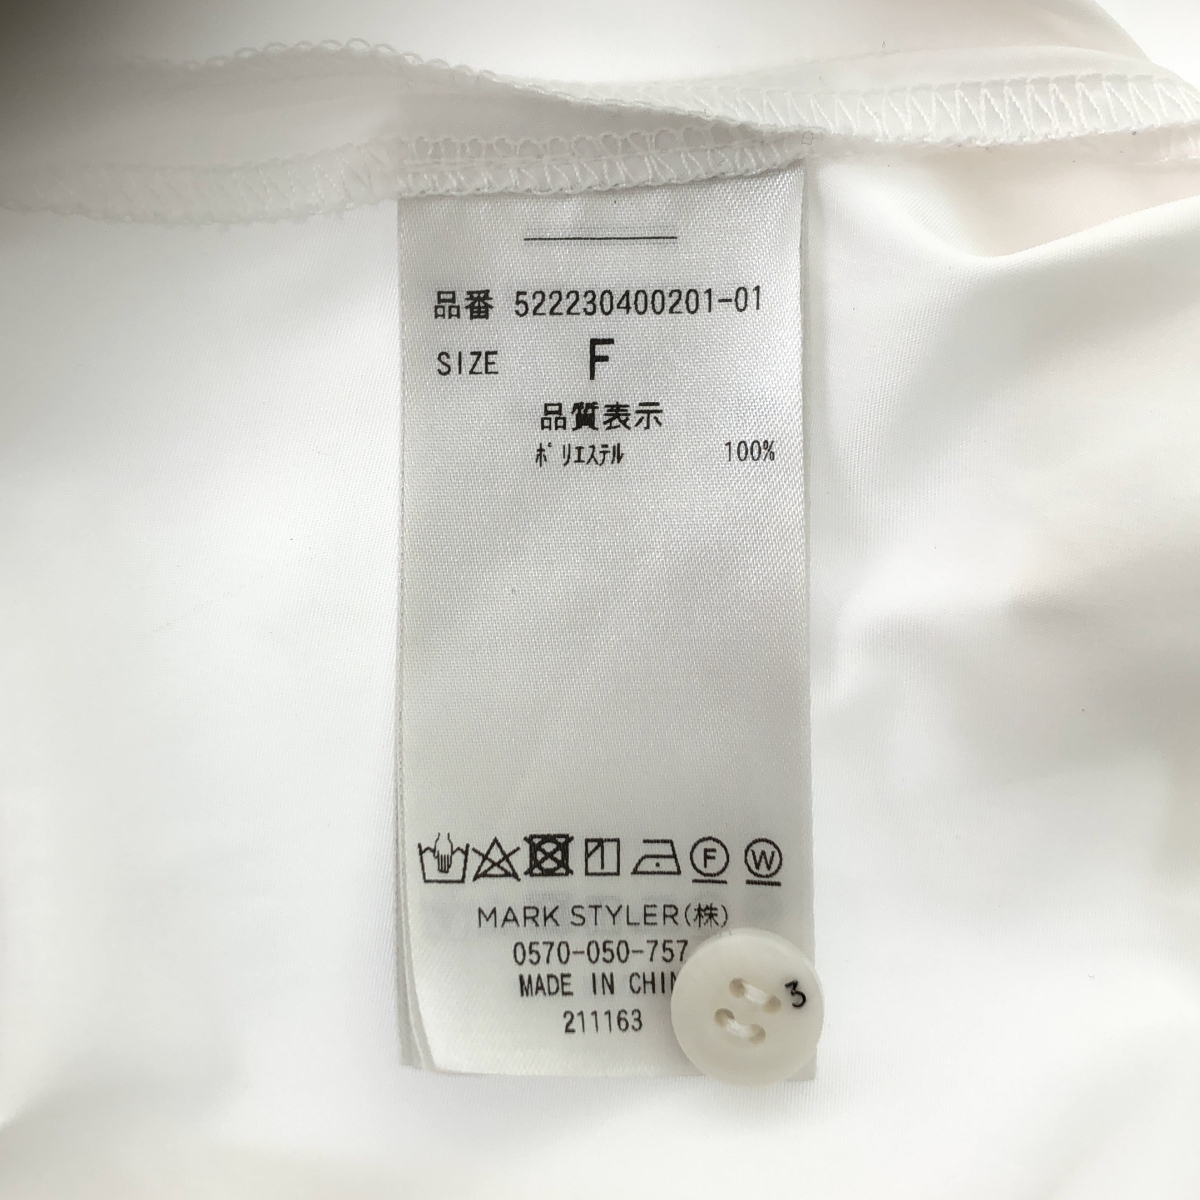 品番 522230400201-01
SIZE F
品質表示
ﾎﾟﾘｴｽﾃﾙ 100%
F W
MARK STYLER(株)
0570-050-757
MADE IN
211163
3